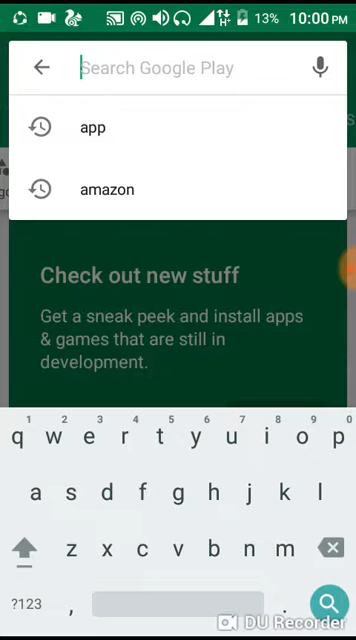 13% 10:00 PM
Search Google Play
app
amazon
Check out new stuff
Get a sneak peek and install apps
& games that are still in
development.
1 2 3 4 5 6 7 8 9 0
q w e r t y u i o p
a s d f g h j k l
z x c v b n m
?123 , .
DU Recorder